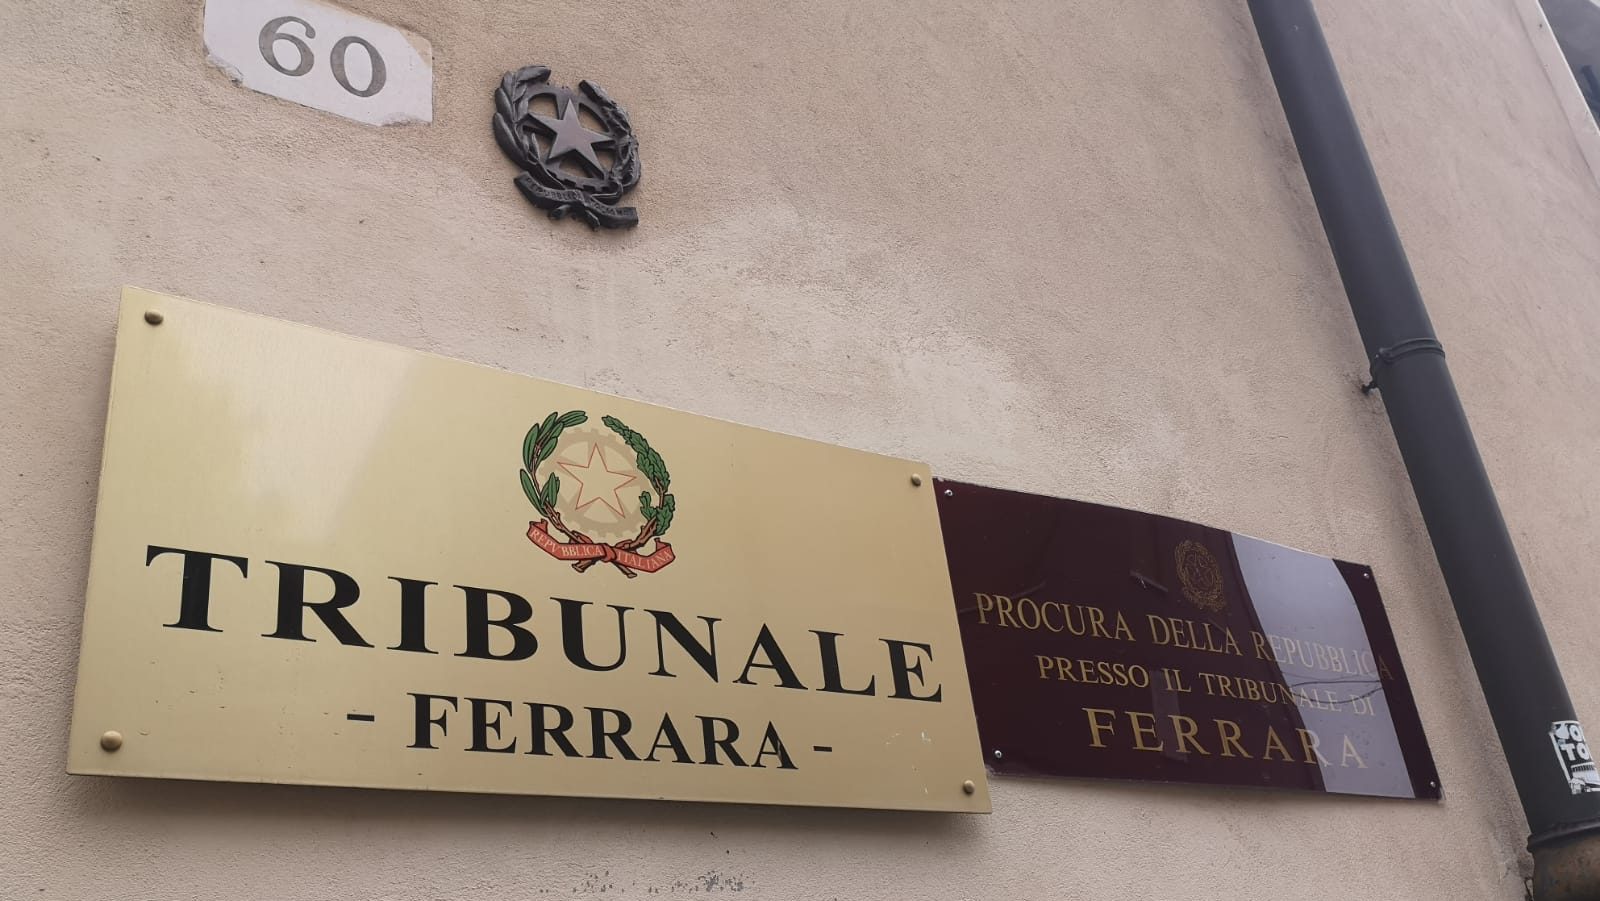 60
REPVBBLICA ITALIANA
TRIBUNALE
- FERRARA -
PROCURA DELLA REPUBBLICA
PRESSO IL TRIBUNALE DI
FERRARA